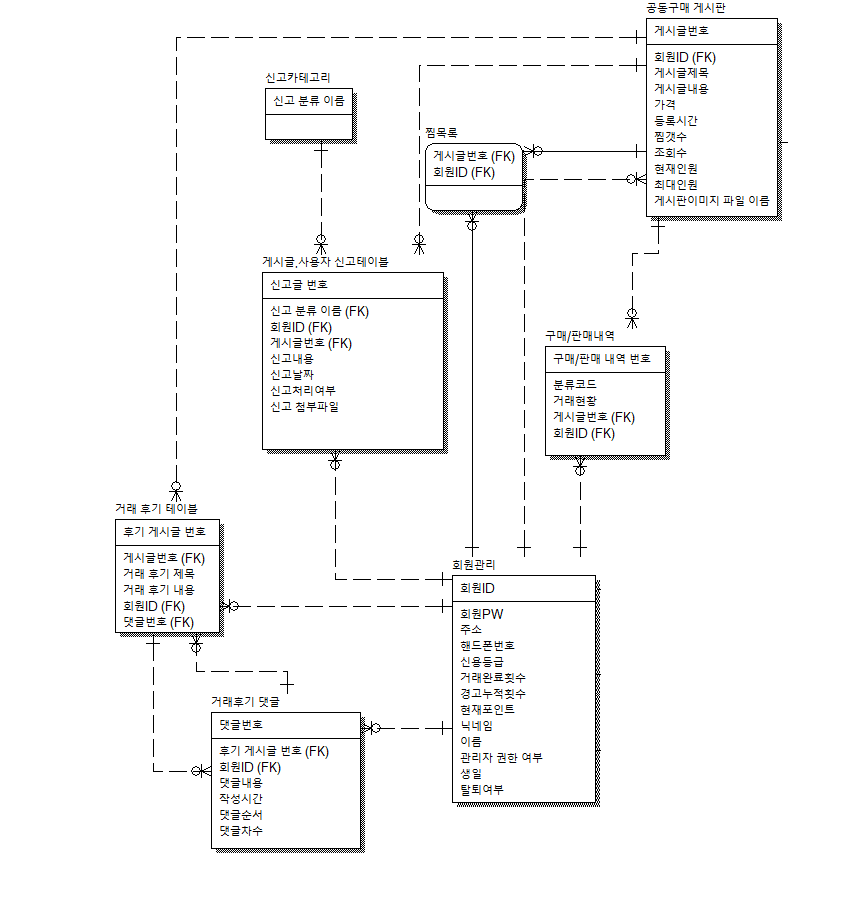 공동구매 게시판
게시글번호
회원ID (FK)
게시글제목
게시글내용
가격
등록시간
찜갯수
조회수
현재인원
최대인원
게시판이미지 파일 이름
신고카테고리
신고 분류 이름
찜목록
게시글번호 (FK)
회원ID (FK)
게시글,사용자 신고테이블
신고글 번호
신고 분류 이름 (FK)
회원ID (FK)
게시글번호 (FK)
신고내용
신고날짜
신고처리여부
신고 첨부파일
구매/판매내역
구매/판매 내역 번호
분류코드
거래현황
게시글번호 (FK)
회원ID (FK)
거래 후기 테이블
후기 게시글 번호
게시글번호 (FK)
거래 후기 제목
거래 후기 내용
회원ID (FK)
댓글번호 (FK)
회원관리
회원ID
회원PW
주소
핸드폰번호
신용등급
거래완료횟수
경고누적횟수
현재포인트
닉네임
이름
관리자 권한 여부
생일
탈퇴여부
거래후기 댓글
댓글번호
후기 게시글 번호 (FK)
회원ID (FK)
댓글내용
작성시간
댓글순서
댓글차수